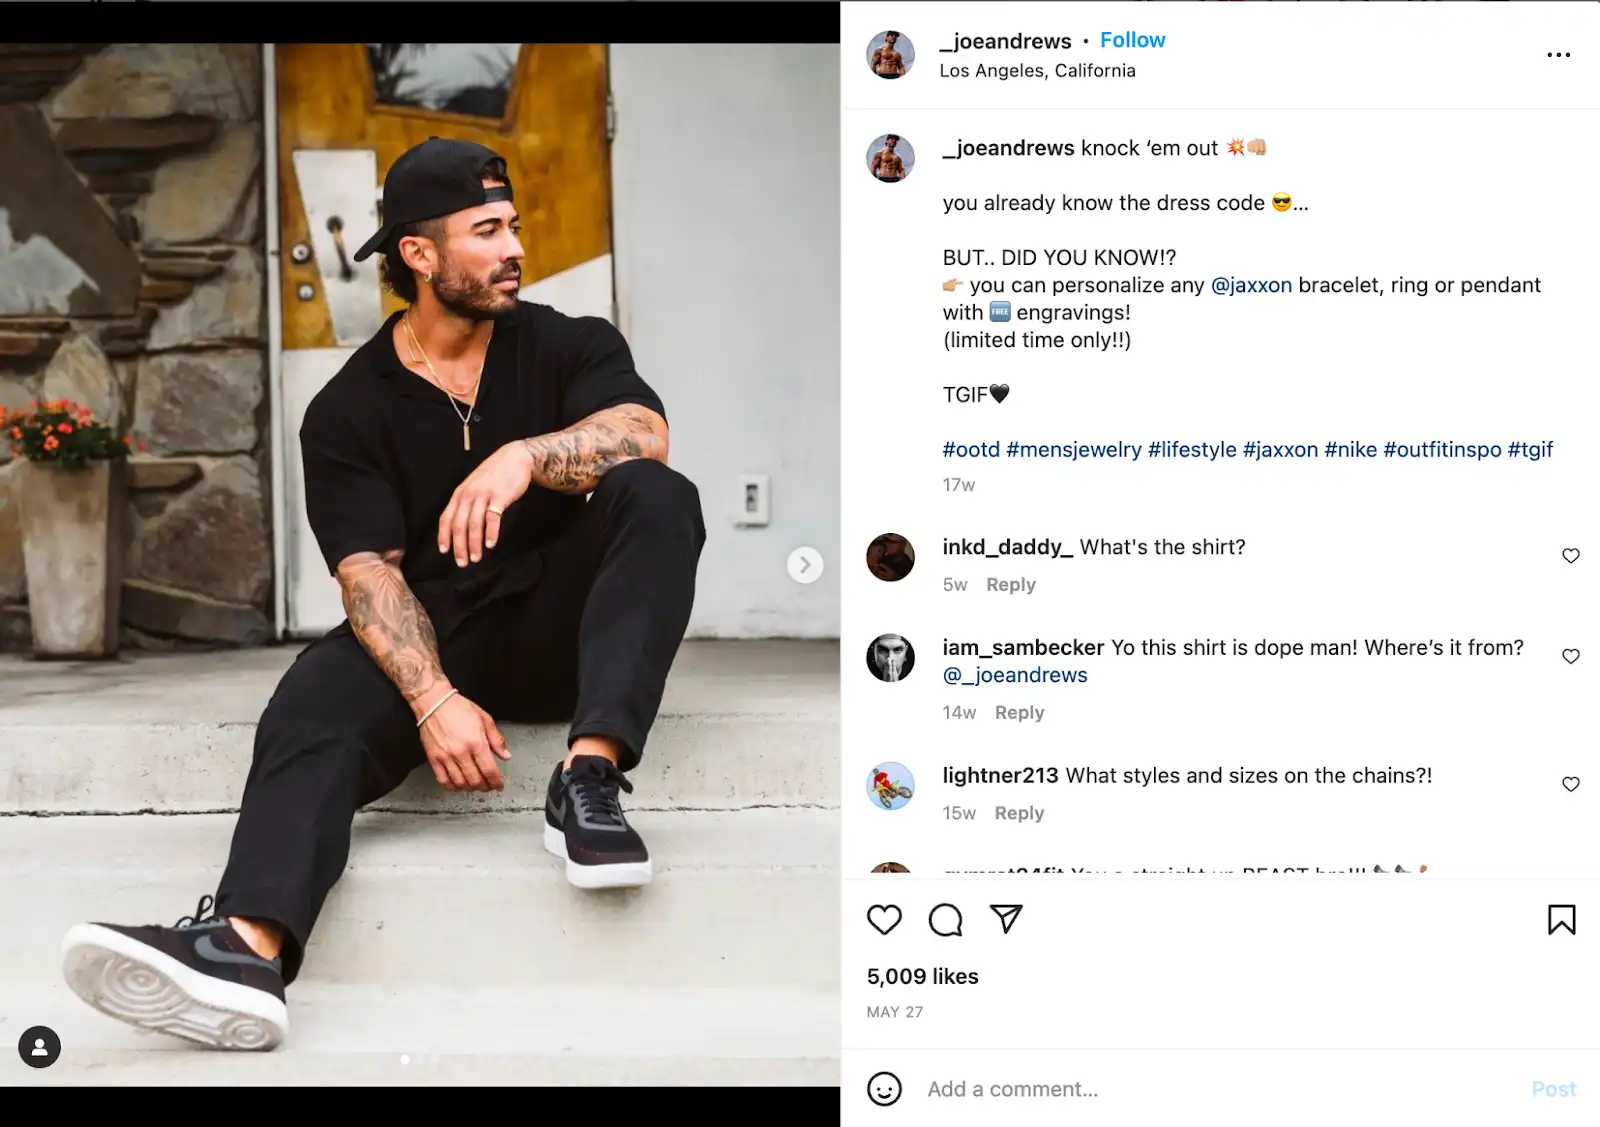 _joeandrews • Follow
Los Angeles, California
_joeandrews knock ‘em out 💥👊🏼
you already know the dress code 😎...
BUT.. DID YOU KNOW!?
👉🏼 you can personalize any @jaxxon bracelet, ring or pendant
with 🆓 engravings!
(limited time only!!)
TGIF🖤
#ootd #mensjewelry #lifestyle #jaxxon #nike #outfitinspo #tgif
17w
inkd_daddy_ What's the shirt?
5w Reply
iam_sambecker Yo this shirt is dope man! Where’s it from?
@_joeandrews
14w Reply
lightner213 What styles and sizes on the chains?!
15w Reply
5,009 likes
MAY 27
Add a comment...
Post